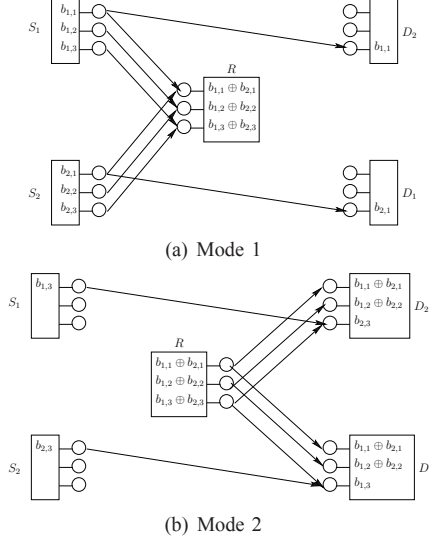 S₁
b₁,₁
b₁,₂
b₁,₃
D₂
b₁,₁
R
b₁,₁ ⊕ b₂,₁
b₁,₂ ⊕ b₂,₂
b₁,₃ ⊕ b₂,₃
S₂
b₂,₁
b₂,₂
b₂,₃
D₁
b₂,₁
(a) Mode 1
S₁
b₁,₃
b₁,₁ ⊕ b₂,₁
b₁,₂ ⊕ b₂,₂
b₂,₃
D₂
R
b₁,₁ ⊕ b₂,₁
b₁,₂ ⊕ b₂,₂
b₁,₃ ⊕ b₂,₃
S₂
b₂,₃
b₁,₁ ⊕ b₂,₁
b₁,₂ ⊕ b₂,₂
b₁,₃
D
(b) Mode 2